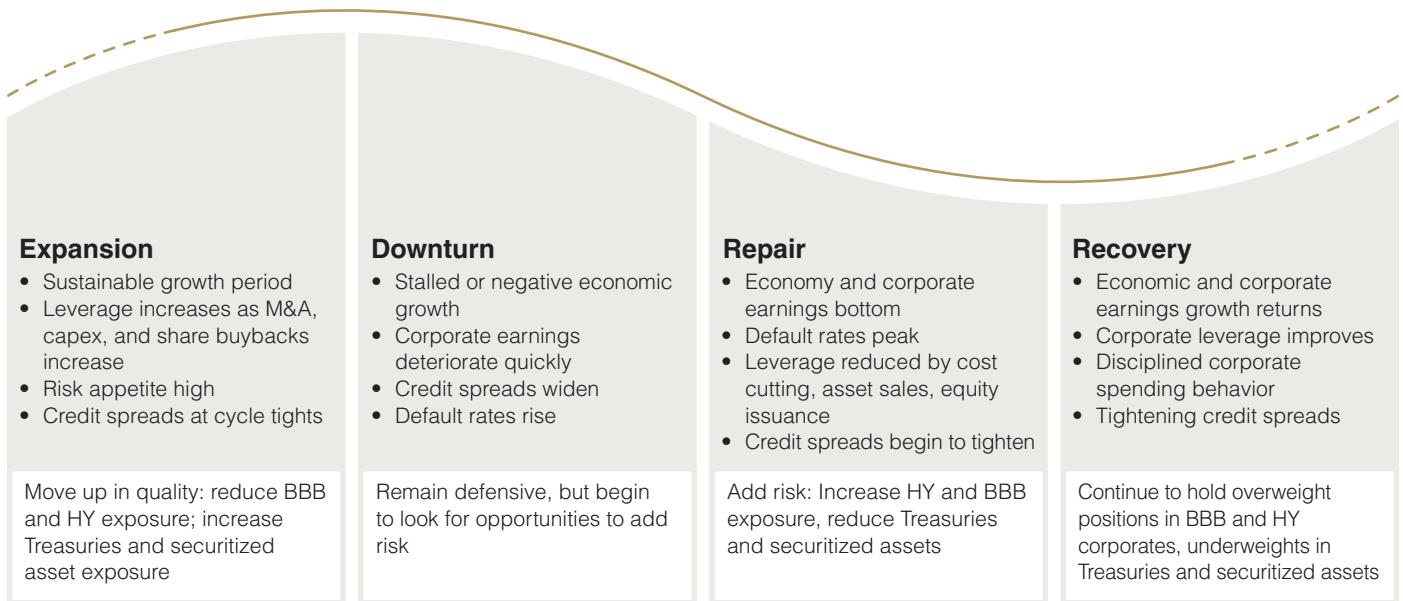 Expansion
• Sustainable growth period
• Leverage increases as M&A,
capex, and share buybacks
increase
• Risk appetite high
• Credit spreads at cycle tights
Move up in quality: reduce BBB
and HY exposure; increase
Treasuries and securitized
asset exposure
Downturn
• Stalled or negative economic
growth
• Corporate earnings
deteriorate quickly
• Credit spreads widen
• Default rates rise
Remain defensive, but begin
to look for opportunities to add
risk
Repair
• Economy and corporate
earnings bottom
• Default rates peak
• Leverage reduced by cost
cutting, asset sales, equity
issuance
• Credit spreads begin to tighten
Add risk: Increase HY and BBB
exposure, reduce Treasuries
and securitized assets
Recovery
• Economic and corporate
earnings growth returns
• Corporate leverage improves
• Disciplined corporate
spending behavior
• Tightening credit spreads
Continue to hold overweight
positions in BBB and HY
corporates, underweights in
Treasuries and securitized assets